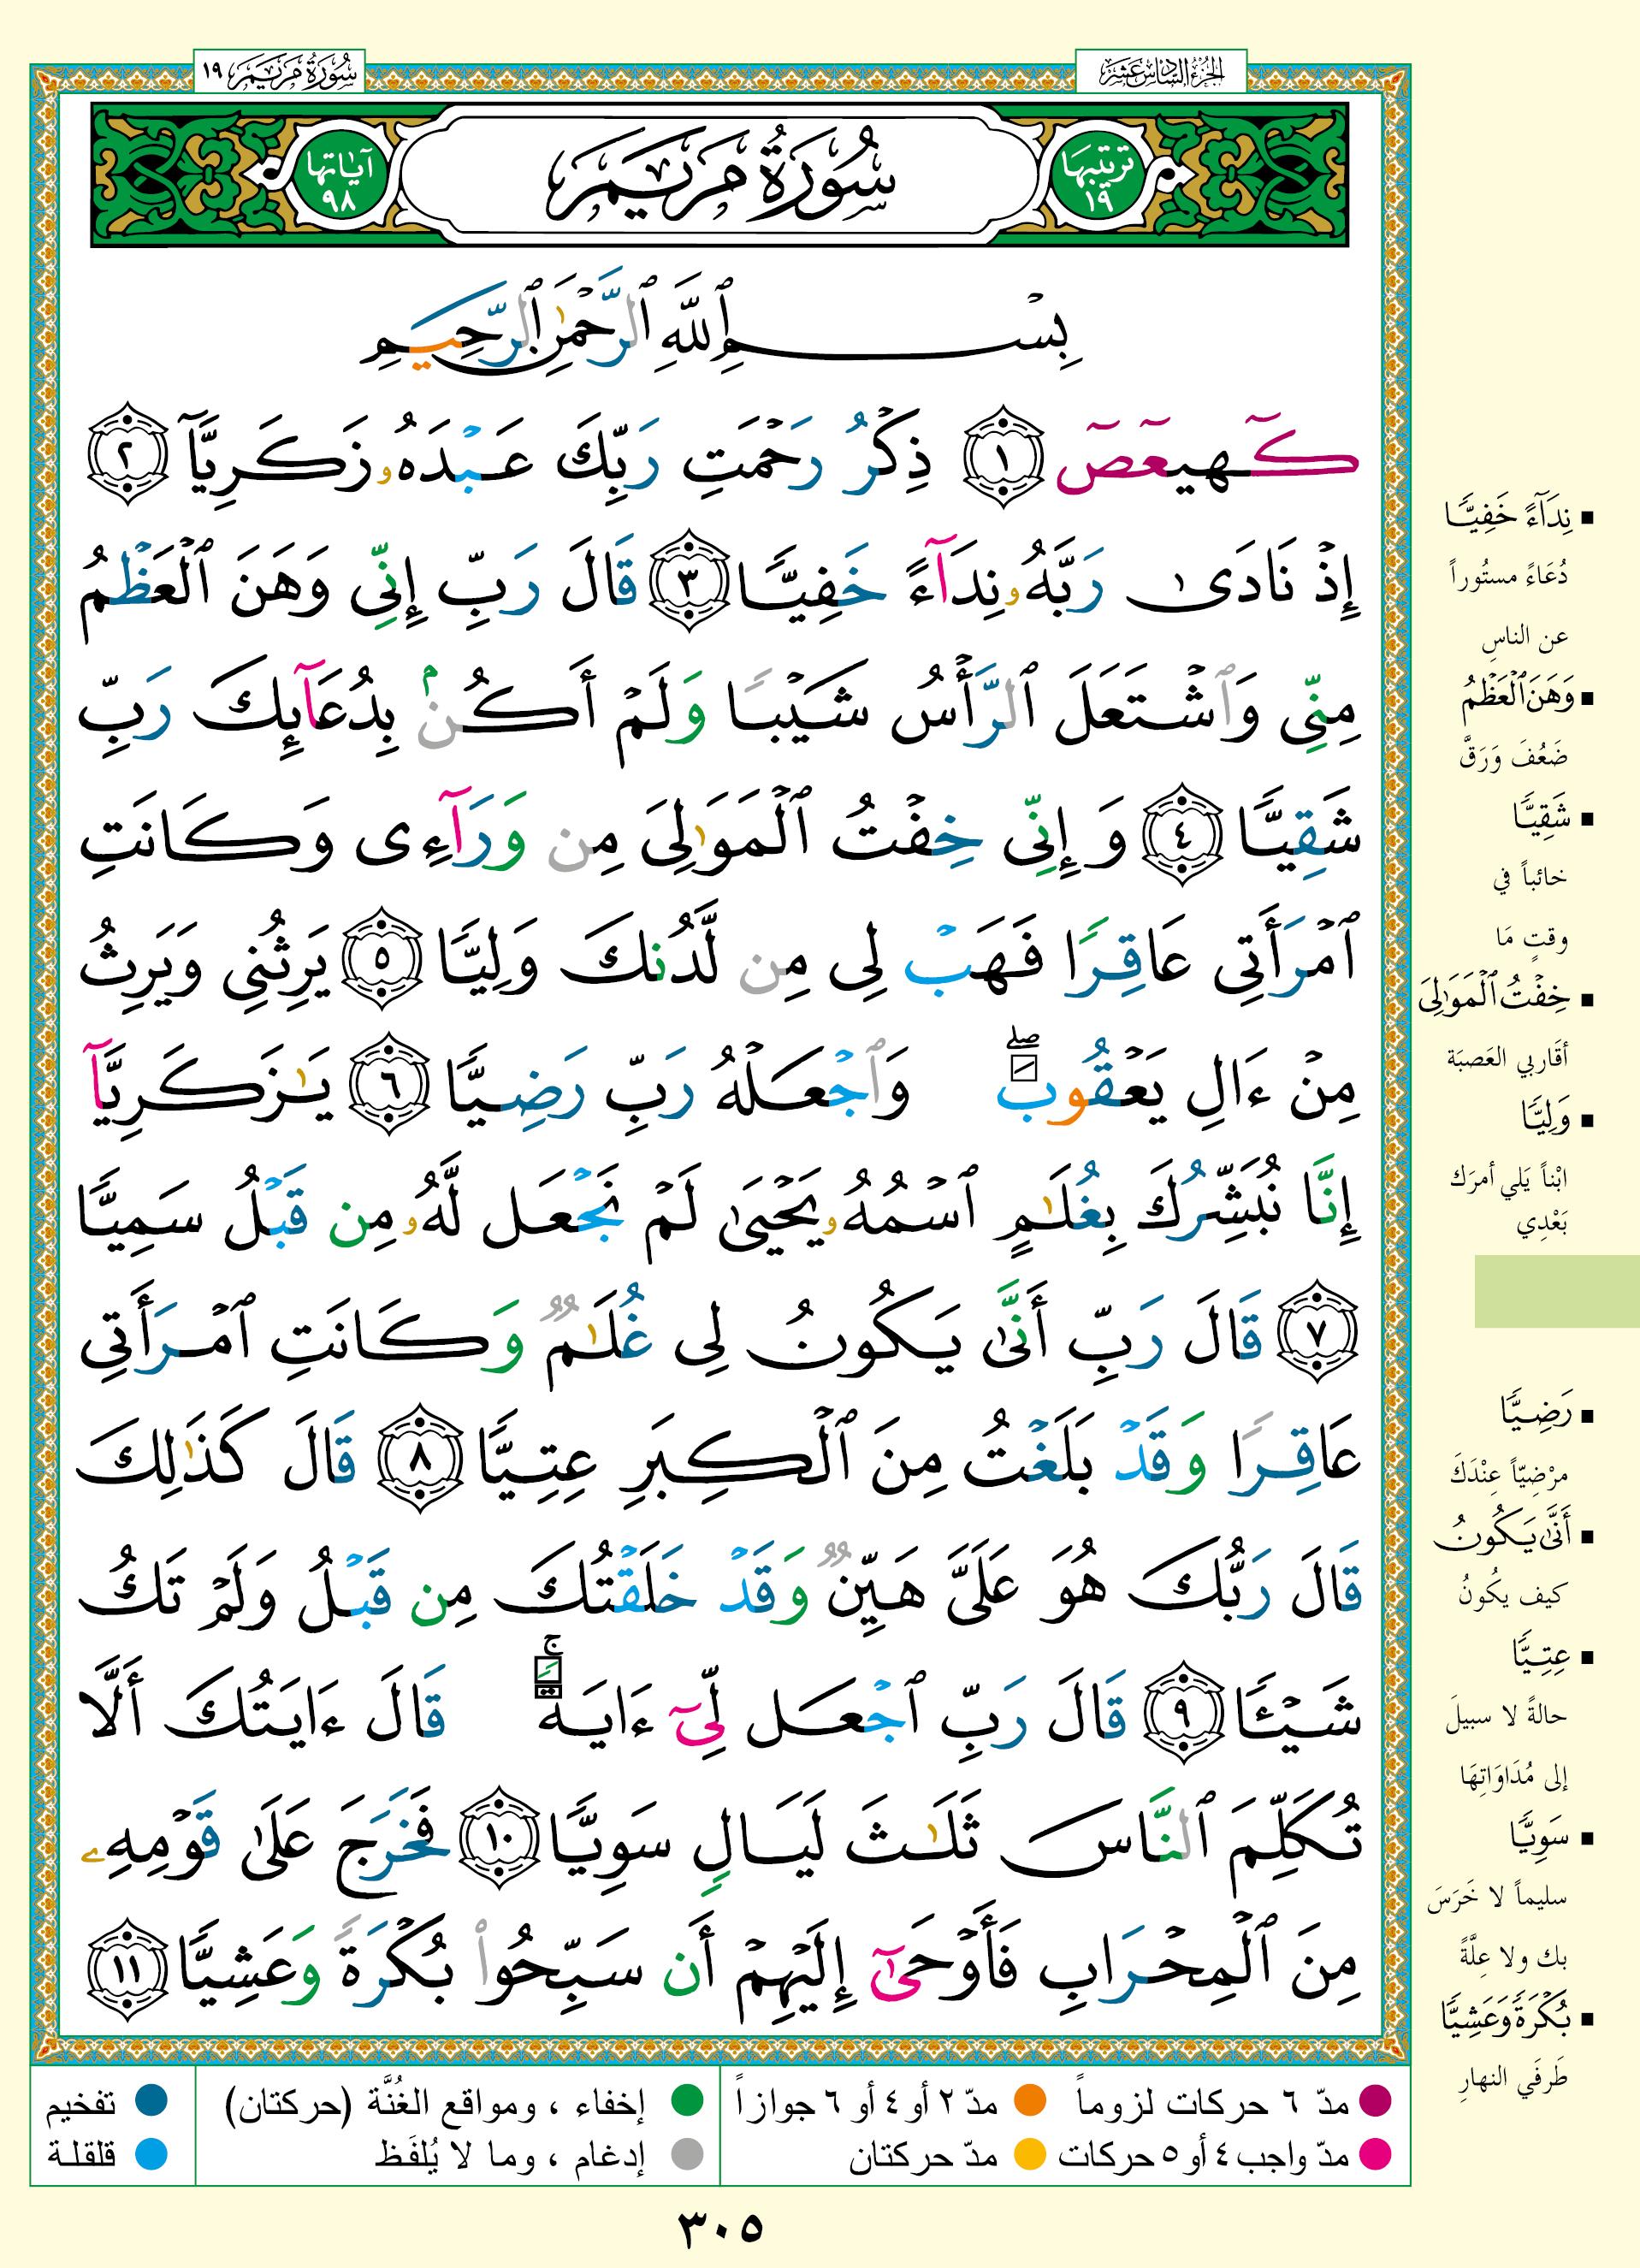 الجزء السادس عشر
سورة مريم ١٩
ترتيبها ١٩
سُورَةُ مَرْيَمَ
آياتها ٩٨
بِسْمِ ٱللَّهِ ٱلرَّحْمَٰنِ ٱلرَّحِيمِ
كٓهيعٓصٓ ١ ذِكْرُ رَحْمَتِ رَبِّكَ عَبْدَهُۥ زَكَرِيَّآ ٢
إِذْ نَادَىٰ رَبَّهُۥ نِدَآءً خَفِيًّا ٣ قَالَ رَبِّ إِنِّى وَهَنَ ٱلْعَظْمُ
مِنِّى وَٱشْتَعَلَ ٱلرَّأْسُ شَيْبًا وَلَمْ أَكُنۢ بِدُعَآئِكَ رَبِّ
شَقِيًّا ٤ وَإِنِّى خِفْتُ ٱلْمَوَٰلِىَ مِن وَرَآءِى وَكَانَتِ
ٱمْرَأَتِى عَاقِرًا فَهَبْ لِى مِن لَّدُنكَ وَلِيًّا ٥ يَرِثُنِى وَيَرِثُ
مِنْ ءَالِ يَعْقُوبَ ۖ وَٱجْعَلْهُ رَبِّ رَضِيًّا ٦ يَٰزَكَرِيَّآ
إِنَّا نُبَشِّرُكَ بِغُلَٰمٍ ٱسْمُهُۥ يَحْيَىٰ لَمْ نَجْعَل لَّهُۥ مِن قَبْلُ سَمِيًّا
٧ قَالَ رَبِّ أَنَّىٰ يَكُونُ لِى غُلَٰمٌ وَكَانَتِ ٱمْرَأَتِى
عَاقِرًا وَقَدْ بَلَغْتُ مِنَ ٱلْكِبَرِ عِتِيًّا ٨ قَالَ كَذَٰلِكَ
قَالَ رَبُّكَ هُوَ عَلَىَّ هَيِّنٌ وَقَدْ خَلَقْتُكَ مِن قَبْلُ وَلَمْ تَكُ
شَيْـًٔا ٩ قَالَ رَبِّ ٱجْعَل لِّىٓ ءَايَةً ۚ قَالَ ءَايَتُكَ أَلَّا
تُكَلِّمَ ٱلنَّاسَ ثَلَٰثَ لَيَالٍ سَوِيًّا ١٠ فَخَرَجَ عَلَىٰ قَوْمِهِۦ
مِنَ ٱلْمِحْرَابِ فَأَوْحَىٰٓ إِلَيْهِمْ أَن سَبِّحُوا۟ بُكْرَةً وَعَشِيًّا ١١
▪ نِدَآءً خَفِيًّا
دُعَاءً مستُوراً
عن الناسِ
▪ وَهَنَ ٱلْعَظْمُ
ضَعُفَ وَرَقَّ
▪ شَقِيًّا
خائباً في
وقتٍ مَا
▪ خِفْتُ ٱلْمَوَٰلِىَ
أقَاربي العَصبَة
▪ وَلِيًّا
ابْناً يَلي أمرَك
بَعْدِي
▪ رَضِيًّا
مرْضِيّاً عِنْدَكَ
▪ أَنَّىٰ يَكُونُ
كيف يكُونُ
▪ عِتِيًّا
حالةً لا سبيلَ
إلى مُدَاوَاتِهَا
▪ سَوِيًّا
سليماً لا خَرَسَ
بك ولا عِلَّةً
▪ بُكْرَةً وَعَشِيًّا
طَرفَي النهارِ
مدّ ٦ حركات لزوماً مدّ ٢ أو ٤ أو ٦ جوازاً إخفاء ، ومواقع الغُنَّة (حركتان) تفخيم
مدّ واجب ٤ أو ٥ حركات مدّ حركتان إدغام ، وما لا يُلفَظ قلقلة
٣٠٥